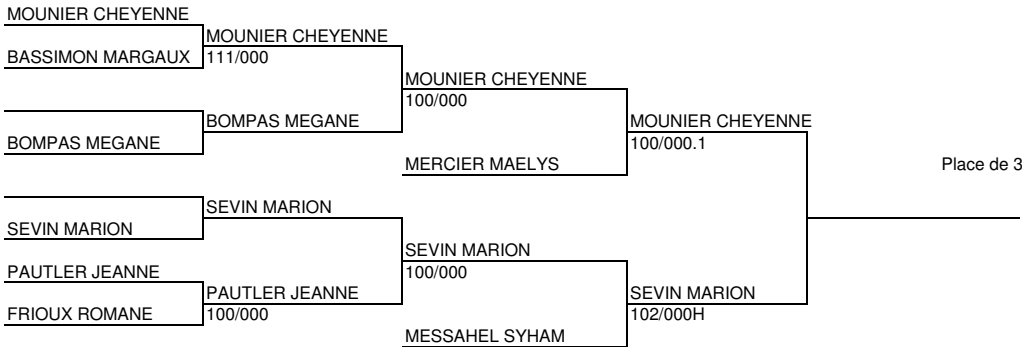 MOUNIER CHEYENNE
MOUNIER CHEYENNE
BASSIMON MARGAUX
111/000
MOUNIER CHEYENNE
100/000
BOMPAS MEGANE
MOUNIER CHEYENNE
BOMPAS MEGANE
100/000.1
MERCIER MAELYS
Place de 3
SEVIN MARION
SEVIN MARION
SEVIN MARION
PAUTLER JEANNE
100/000
PAUTLER JEANNE
SEVIN MARION
FRIOUX ROMANE
100/000
102/000H
MESSAHEL SYHAM